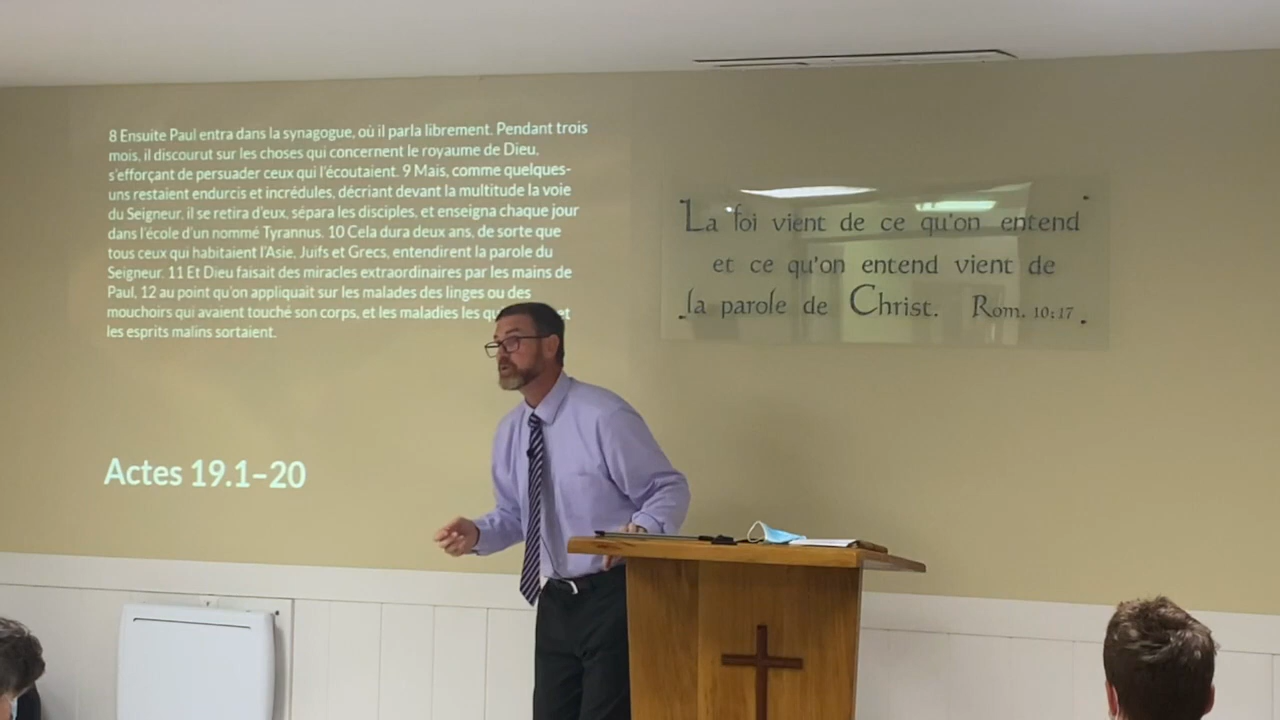 8 Ensuite Paul entra dans la synagogue, où il parla librement. Pendant trois
mois, il discourut sur les choses qui concernent le royaume de Dieu,
s'efforçant de persuader ceux qui l'écoutaient. 9 Mais, comme quelques-
uns restaient endurcis et incrédules, décriant devant la multitude la voie
du Seigneur, il se retira d'eux, sépara les disciples, et enseigna chaque jour
dans l'école d'un nommé Tyrannus. 10 Cela dura deux ans, de sorte que
tous ceux qui habitaient l'Asie, Juifs et Grecs, entendirent la parole du
Seigneur. 11 Et Dieu faisait des miracles extraordinaires par les mains de
Paul, 12 au point qu'on appliquait sur les malades des linges ou des
mouchoirs qui avaient touché son corps, et les maladies les et
les esprits malins sortaient.
Actes 19.1–20
La foi vient de ce qu'on entend
et ce qu'on entend vient de
la parole de Christ. Rom. 10:17